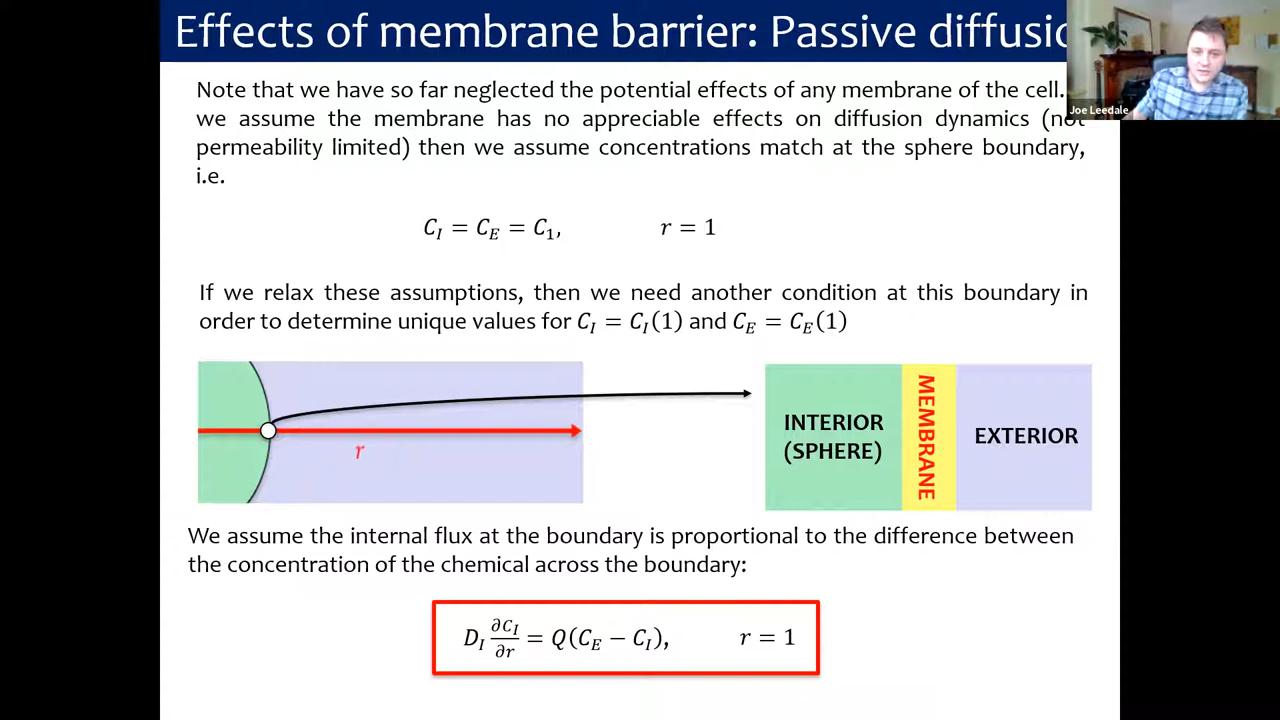 Effects of membrane barrier: Passive diffusio
Joe Leedale
Note that we have so far neglected the potential effects of any membrane of the cell.
we assume the membrane has no appreciable effects on diffusion dynamics (not
permeability limited) then we assume concentrations match at the sphere boundary,
i.e.
C_I = C_E = C_1, r = 1
If we relax these assumptions, then we need another condition at this boundary in
order to determine unique values for C_I = C_I(1) and C_E = C_E(1)
r
INTERIOR
(SPHERE)
MEMBRANE
EXTERIOR
We assume the internal flux at the boundary is proportional to the difference between
the concentration of the chemical across the boundary:
D_I ∂C_I/∂r = Q(C_E − C_I), r = 1